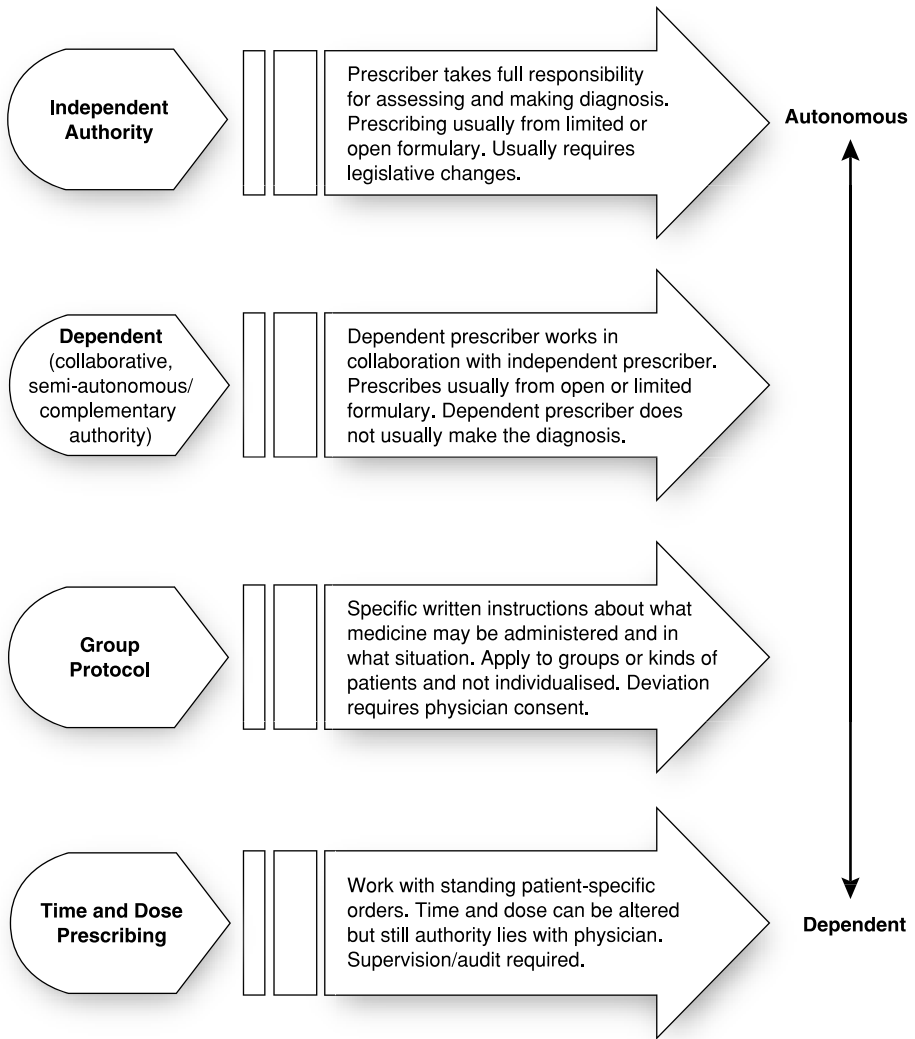 Independent
Authority
Prescriber takes full responsibility
for assessing and making diagnosis.
Prescribing usually from limited or
open formulary. Usually requires
legislative changes.
Autonomous
Dependent
(collaborative,
semi-autonomous/
complementary
authority)
Dependent prescriber works in
collaboration with independent prescriber.
Prescribes usually from open or limited
formulary. Dependent prescriber does
not usually make the diagnosis.
Group
Protocol
Specific written instructions about what
medicine may be administered and in
what situation. Apply to groups or kinds of
patients and not individualised. Deviation
requires physician consent.
Time and Dose
Prescribing
Work with standing patient-specific
orders. Time and dose can be altered
but still authority lies with physician.
Supervision/audit required.
Dependent